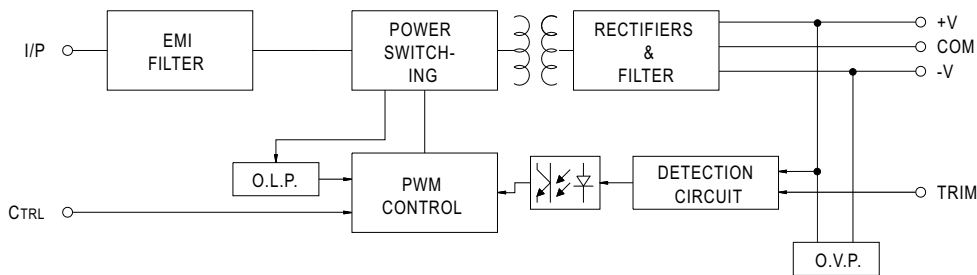 I/P
EMI
FILTER
POWER
SWITCH-
ING
RECTIFIERS
&
FILTER
+V
COM
-V
O.L.P.
PWM
CONTROL
DETECTION
CIRCUIT
TRIM
CTRL
O.V.P.